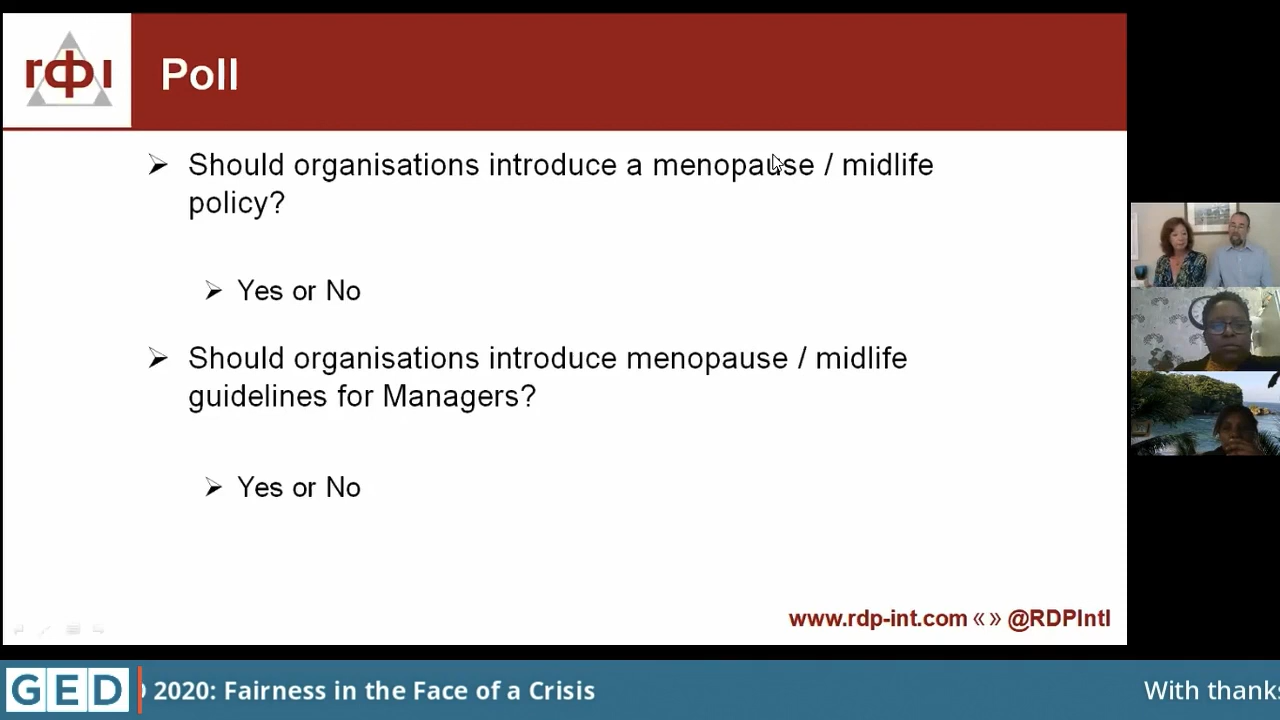 rφı
Poll
Should organisations introduce a menopause / midlife
policy?
Yes or No
Should organisations introduce menopause / midlife
guidelines for Managers?
Yes or No
www.rdp-int.com «» @RDPIntl
GED
2020: Fairness in the Face of a Crisis
With thanks